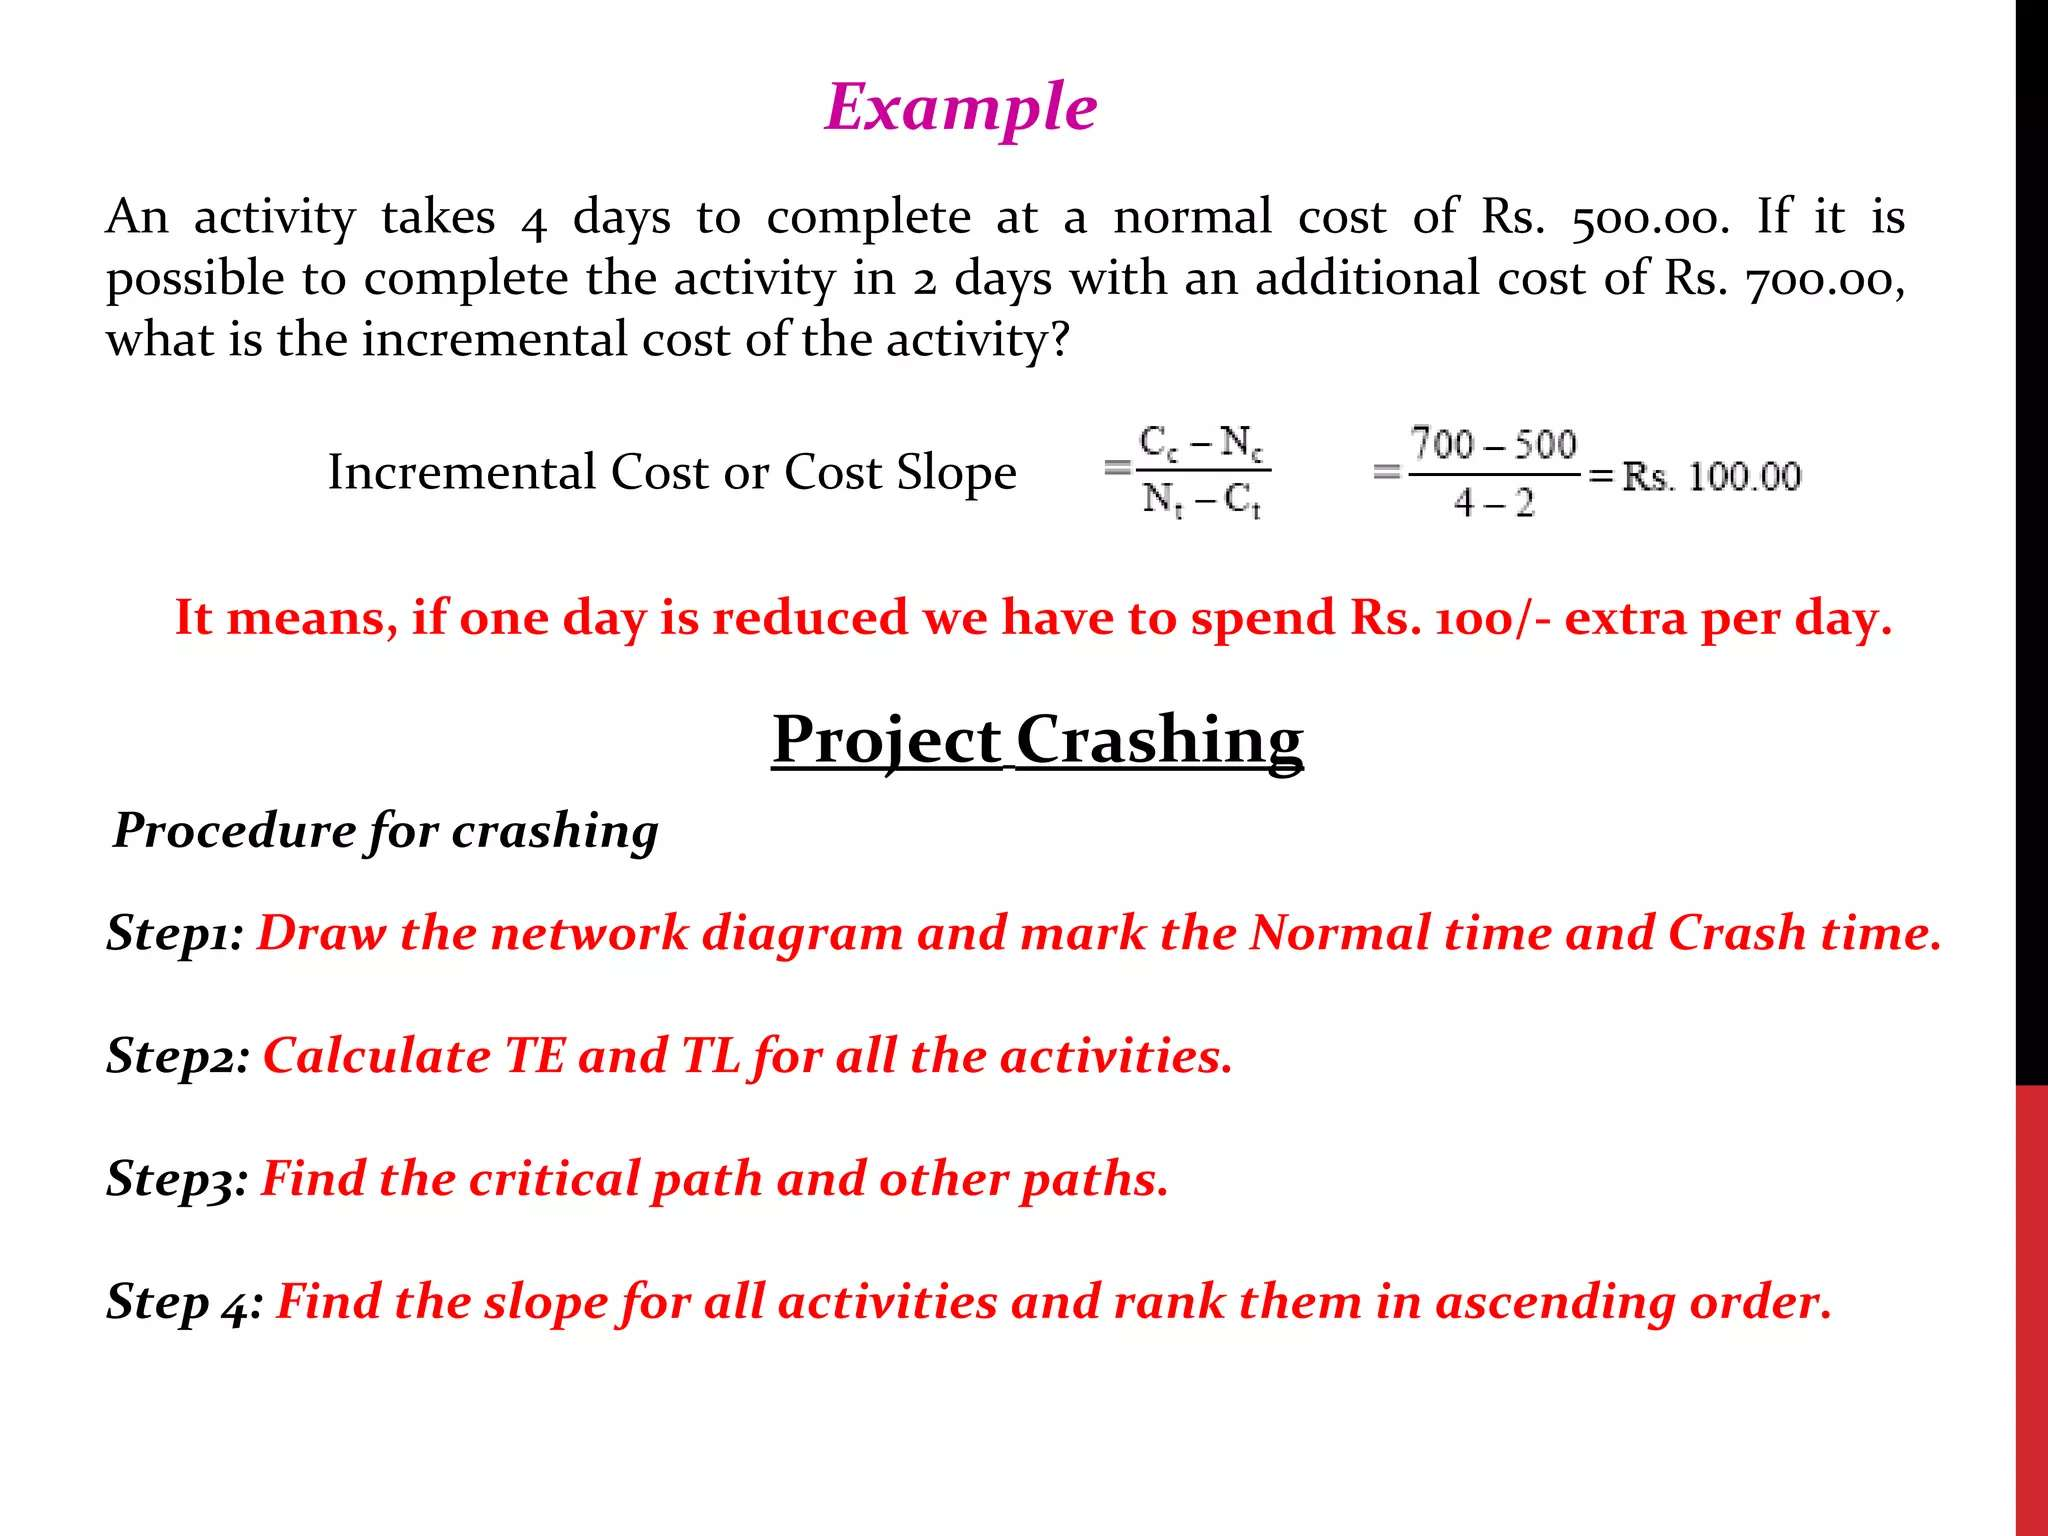 Example
An activity takes 4 days to complete at a normal cost of Rs. 500.00. If it is
possible to complete the activity in 2 days with an additional cost of Rs. 700.00,
what is the incremental cost of the activity?
Incremental Cost or Cost Slope = (Cc – Nc) / (Nt – Ct) = (700 – 500) / (4 – 2) = Rs. 100.00
It means, if one day is reduced we have to spend Rs. 100/- extra per day.
Project Crashing
Procedure for crashing
Step1: Draw the network diagram and mark the Normal time and Crash time.
Step2: Calculate TE and TL for all the activities.
Step3: Find the critical path and other paths.
Step 4: Find the slope for all activities and rank them in ascending order.